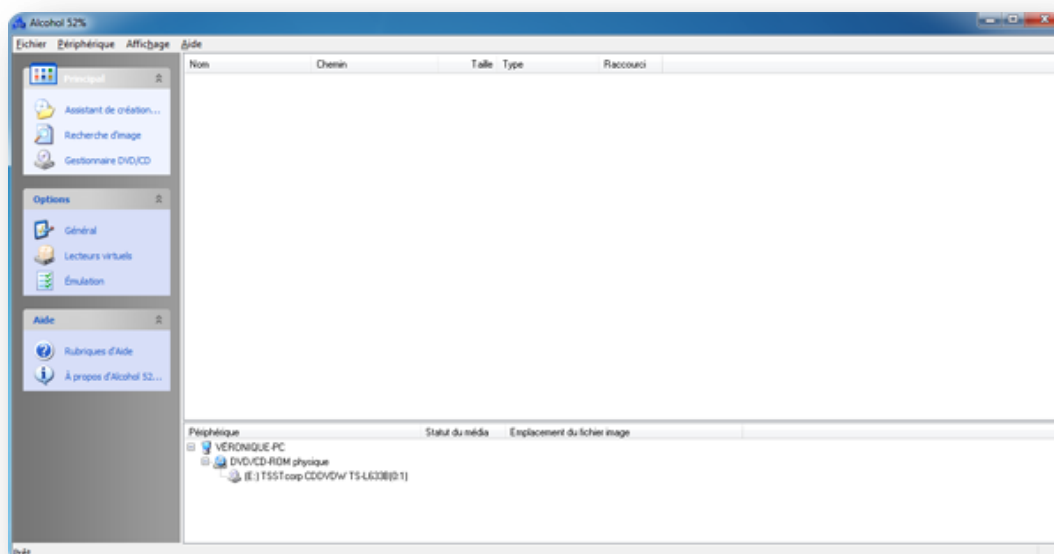 Alcohol 52%
Fichier Périphérique Affichage Aide
Nom Chemin Taille Type Raccourci
Principal
Assistant de création...
Recherche d'image
Gestionnaire DVD/CD
Options
Général
Lecteurs virtuels
Émulation
Aide
Rubriques d'Aide
À propos d'Alcohol 52...
Périphérique Statut du média Emplacement du fichier image
VERONIQUE-PC
DVD/CD-ROM physique
(E:) TSSTcorp CDDVDW TS-L633B(0:1)
Prêt